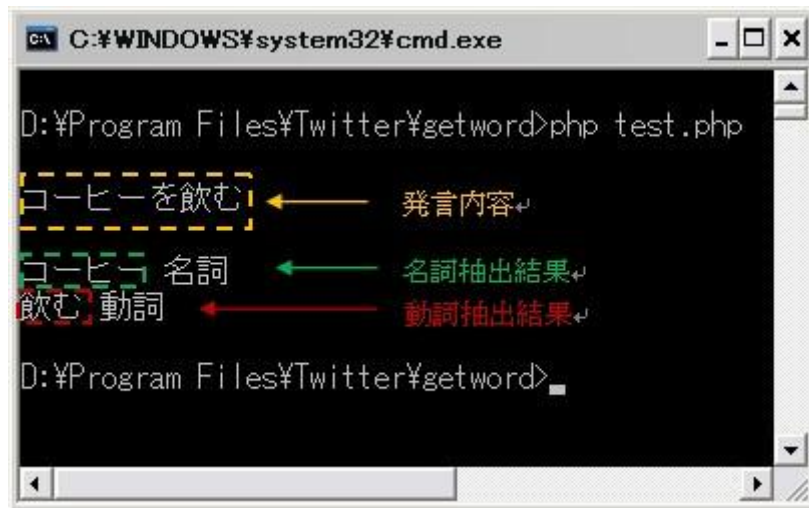 C:¥WINDOWS¥system32¥cmd.exe
D:¥Program Files¥Twitter¥getword>php test.php
コーヒーを飲む 発言内容↵
コーヒー 名詞 名詞抽出結果↵
飲む 動詞 動詞抽出結果↵
D:¥Program Files¥Twitter¥getword>_